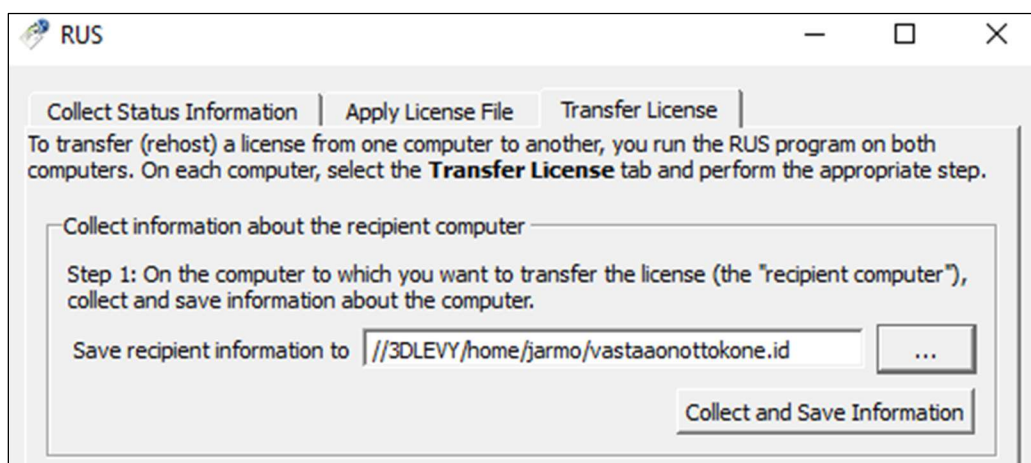 RUS
Collect Status Information Apply License File Transfer License
To transfer (rehost) a license from one computer to another, you run the RUS program on both
computers. On each computer, select the Transfer License tab and perform the appropriate step.
Collect information about the recipient computer
Step 1: On the computer to which you want to transfer the license (the "recipient computer"),
collect and save information about the computer.
Save recipient information to //3DLEVY/home/jarmo/vastaaonottokone.id ...
Collect and Save Information